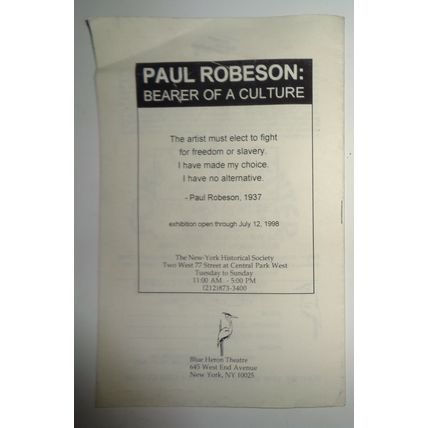 PAUL ROBESON:
BEARER OF A CULTURE
The artist must elect to fight
for freedom or slavery.
I have made my choice.
I have no alternative.
- Paul Robeson, 1937
exhibition open through July 12, 1998
The New-York Historical Society
Two West 77 Street at Central Park West
Tuesday to Sunday
11:00 AM - 5:00 PM
(212)873-3400
Blue Heron Theatre
645 West End Avenue
New York, NY 10025